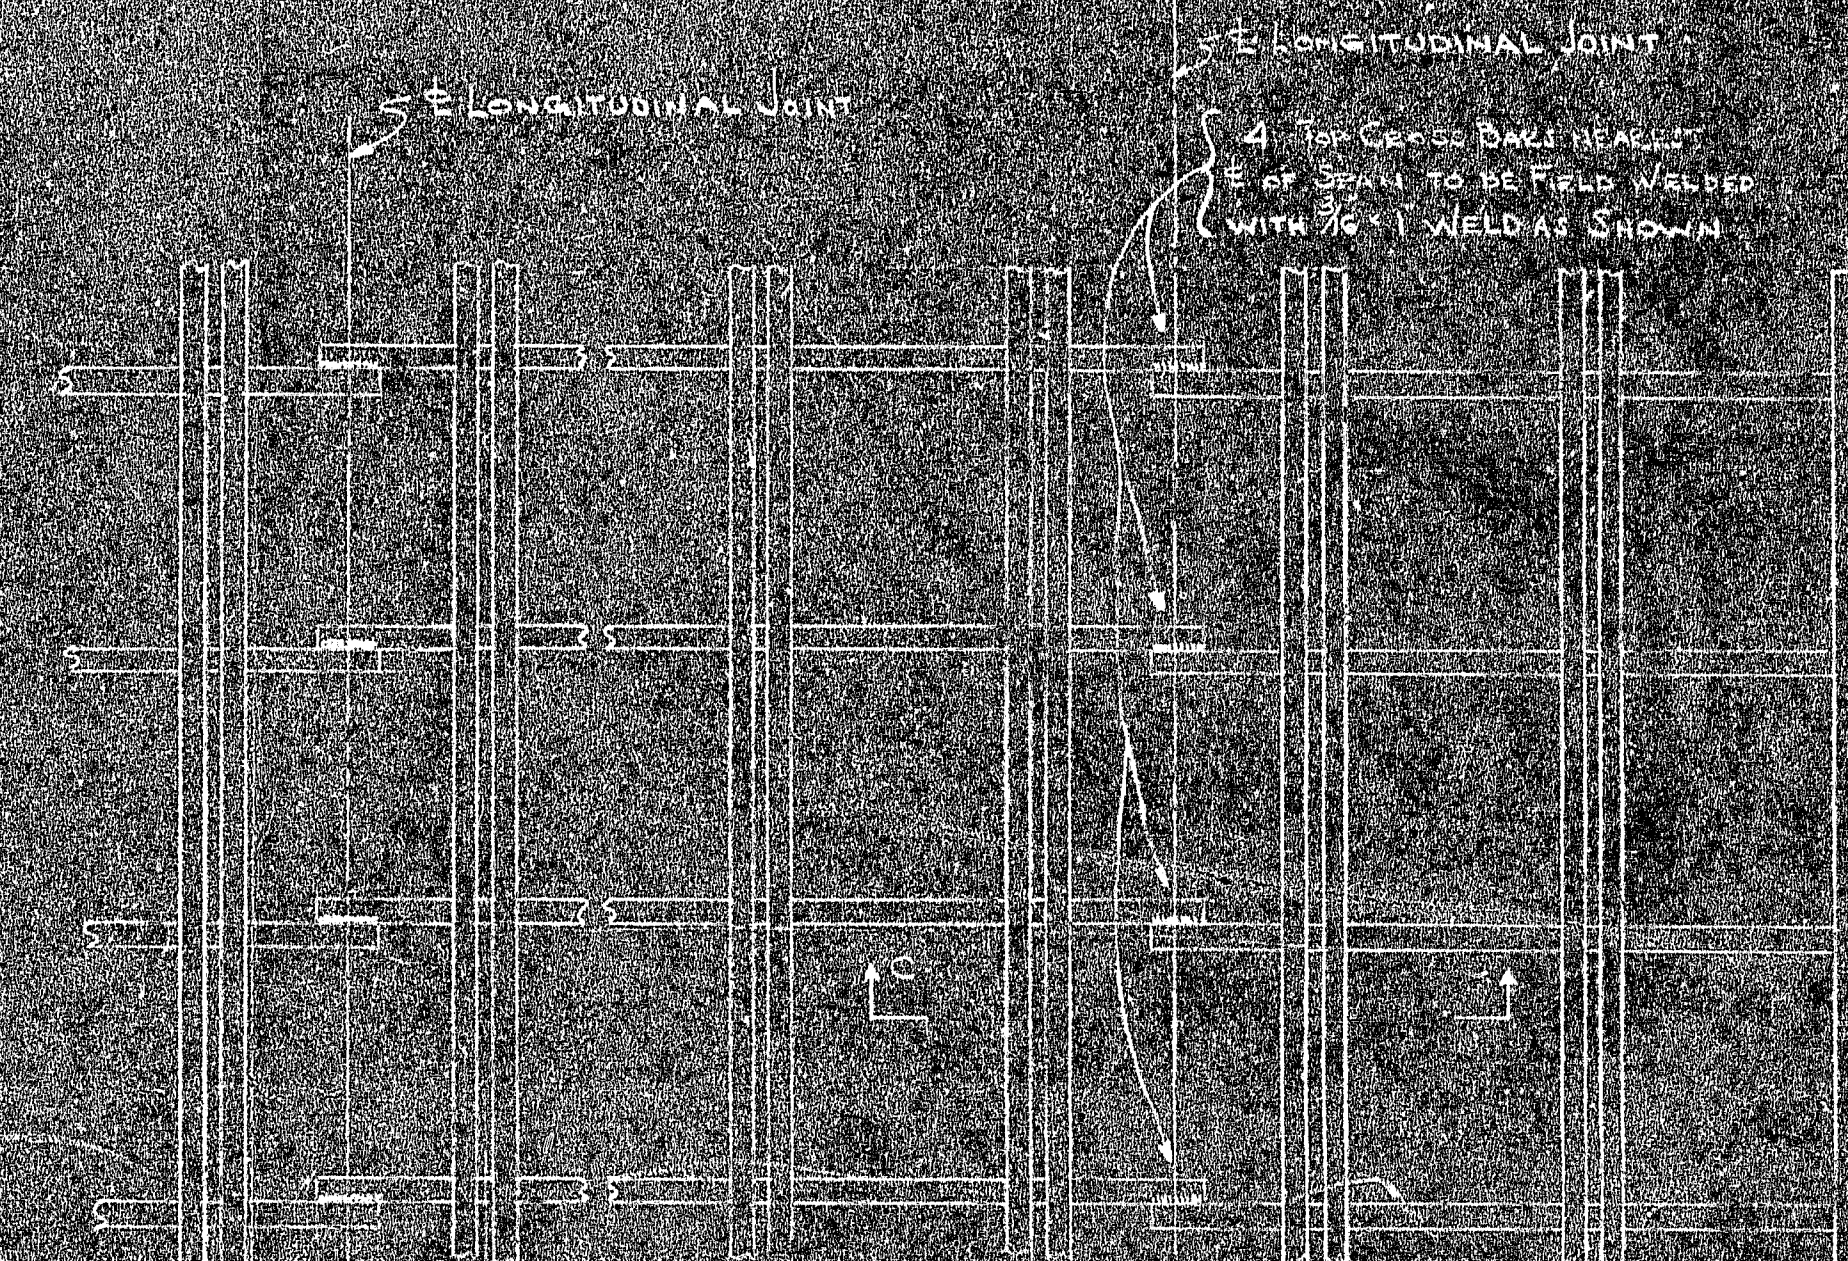 ℄ LONGITUDINAL JOINT
℄ LONGITUDINAL JOINT
4 TOP CROSS BARS NEAREST
℄ OF SPAN TO BE FIELD WELDED
WITH 3/16 × 1" WELD AS SHOWN
C